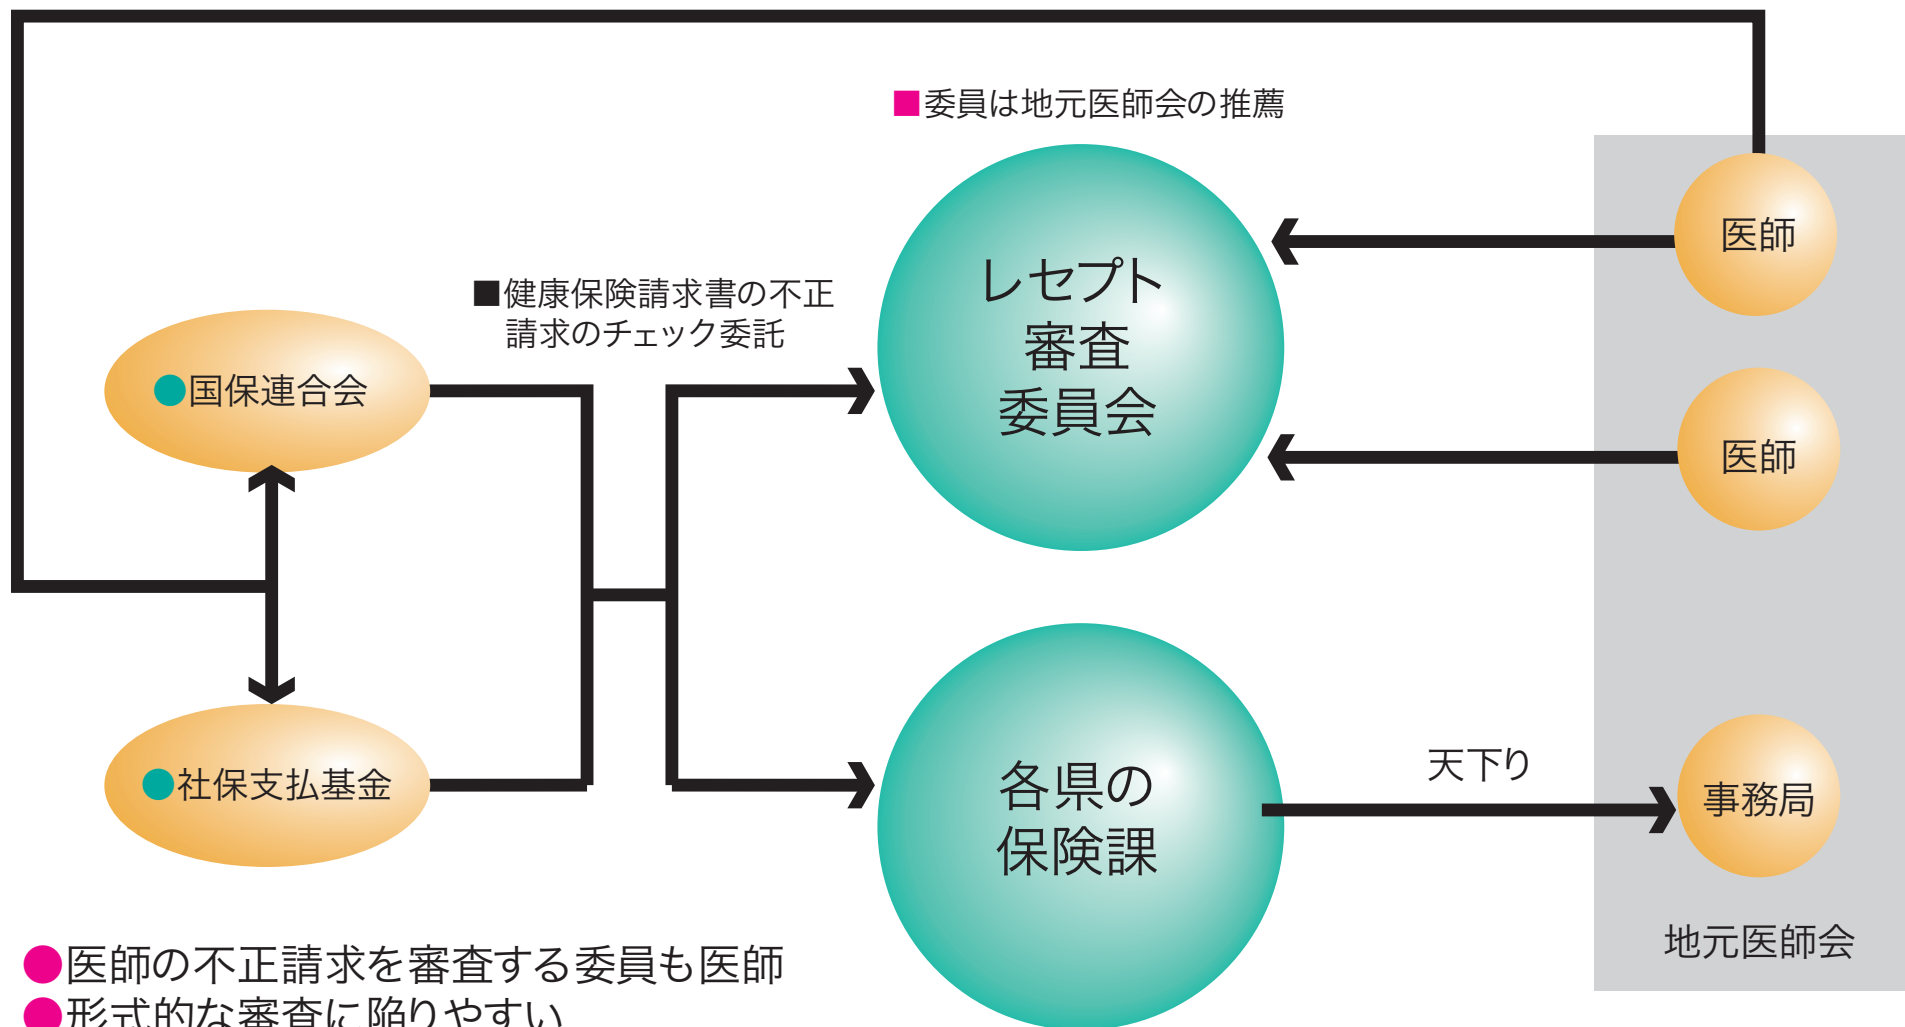 ■委員は地元医師会の推薦
医師
レセプト
審査
委員会
■健康保険請求書の不正
請求のチェック委託
●国保連合会
医師
●社保支払基金
各県の
保険課
天下り
事務局
地元医師会
●医師の不正請求を審査する委員も医師
●形式的な審査に陥りやすい